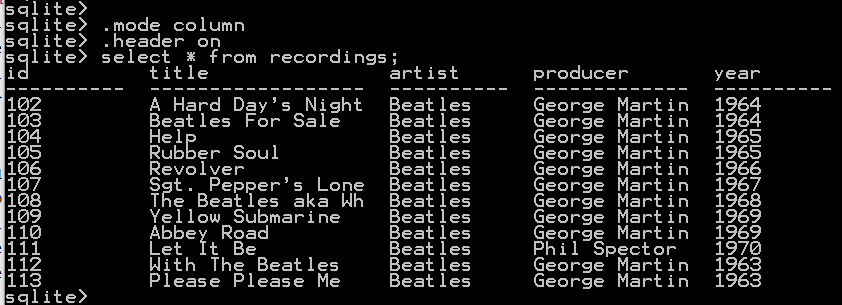 sqlite>
sqlite> .mode column
sqlite> .header on
sqlite> select * from recordings;
id          title               artist      producer       year
----------  ------------------  ----------  -------------  ----------
102         A Hard Day's Night  Beatles     George Martin  1964
103         Beatles For Sale    Beatles     George Martin  1964
104         Help                Beatles     George Martin  1965
105         Rubber Soul         Beatles     George Martin  1965
106         Revolver            Beatles     George Martin  1966
107         Sgt. Pepper's Lone  Beatles     George Martin  1967
108         The Beatles aka Wh  Beatles     George Martin  1968
109         Yellow Submarine    Beatles     George Martin  1969
110         Abbey Road          Beatles     George Martin  1969
111         Let It Be           Beatles     Phil Spector   1970
112         With The Beatles    Beatles     George Martin  1963
113         Please Please Me    Beatles     George Martin  1963
sqlite>